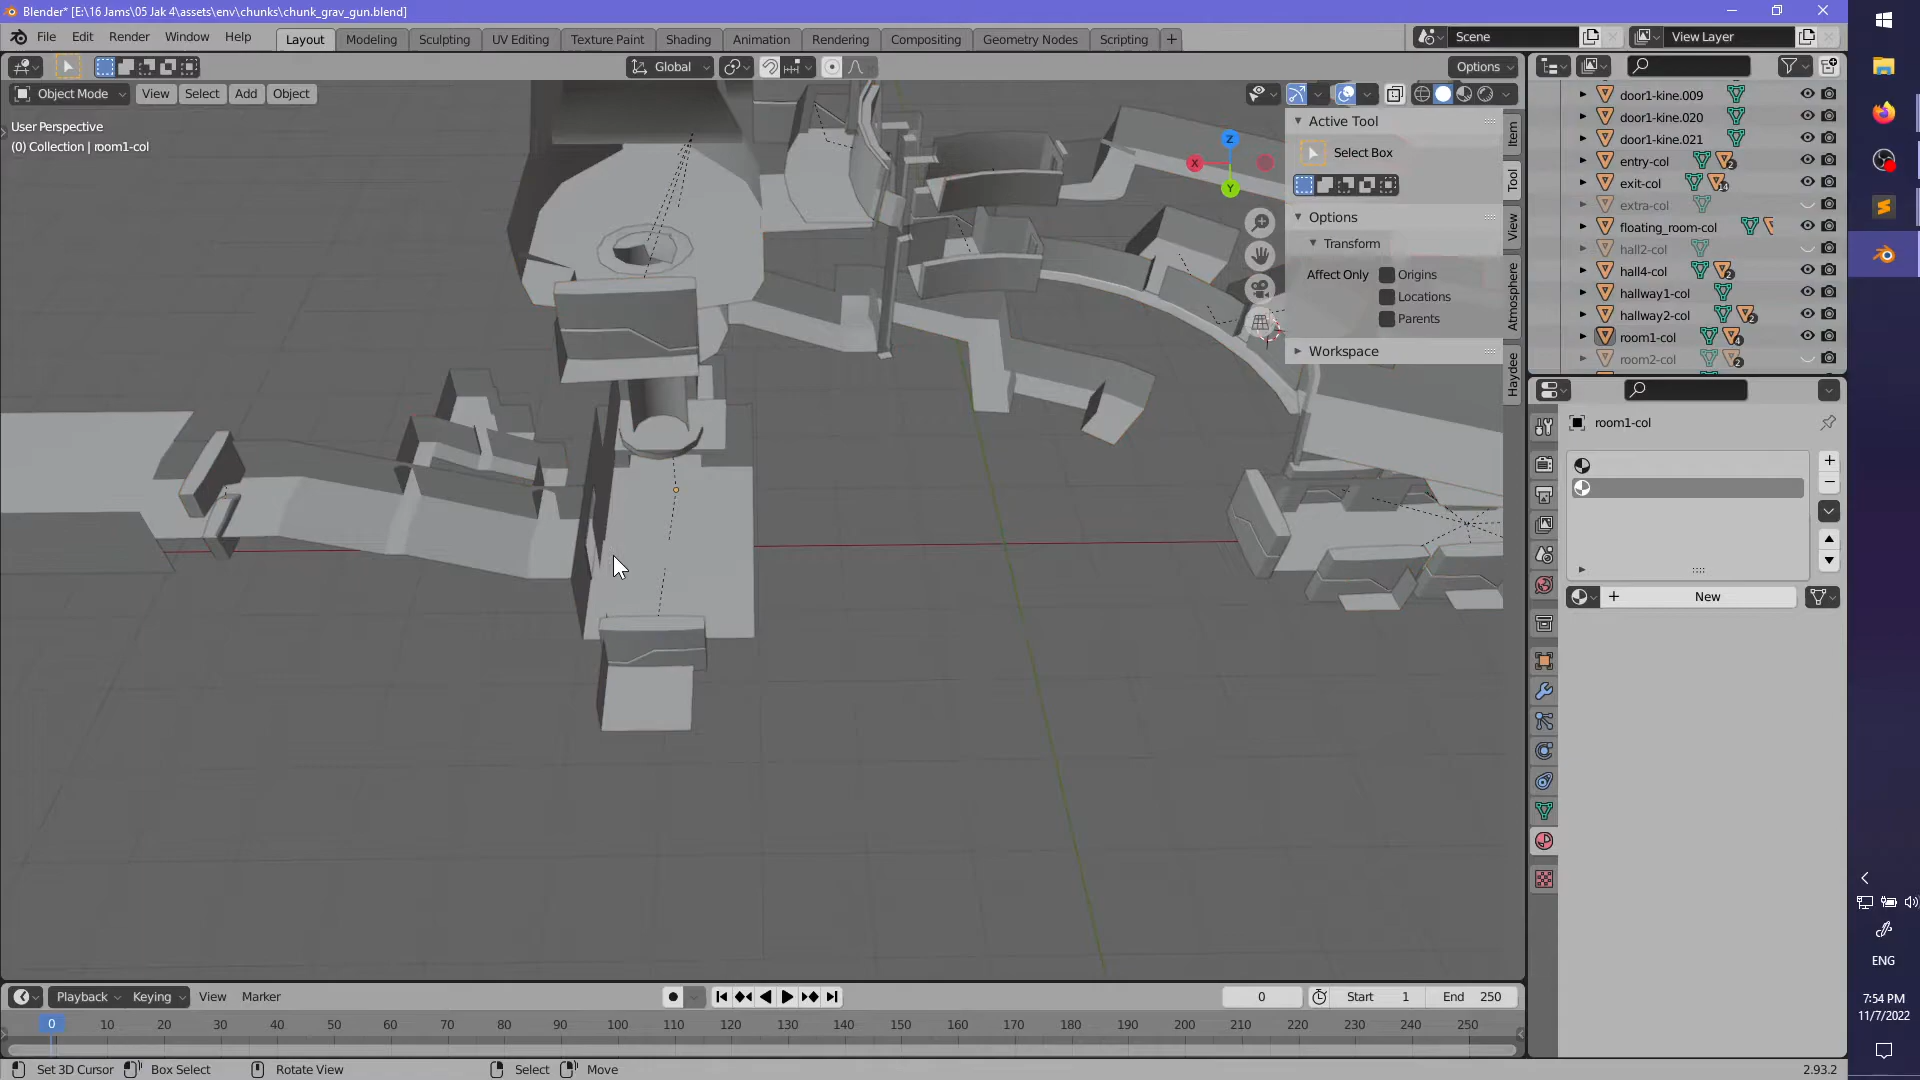 Blender* [E:\16 Jams\05 Jak 4\assets\env\chunks\chunk_grav_gun.blend]
File Edit Render Window Help Layout Modeling Sculpting UV Editing Texture Paint Shading Animation Rendering Compositing Geometry Nodes Scripting + Scene View Layer
Global Options
Object Mode View Select Add Object
User Perspective
(0) Collection | room1-col
Z
X
Y
Active Tool
Select Box
Options
Transform
Affect Only Origins
Locations
Parents
Workspace
Item
Tool
View
Atmosphere
Haydee
door1-kine.009
door1-kine.020
door1-kine.021
entry-col 2
exit-col 14
extra-col
floating_room-col
hall2-col
hall4-col 2
hallway1-col
hallway2-col 2
room1-col 4
room2-col 2
room1-col
+ New
Playback Keying View Marker 0 Start 1 End 250
0 10 20 30 40 50 60 70 80 90 100 110 120 130 140 150 160 170 180 190 200 210 220 230 240 250
Set 3D Cursor Box Select Rotate View Select Move 2.93.2
ENG
7:54 PM
11/7/2022